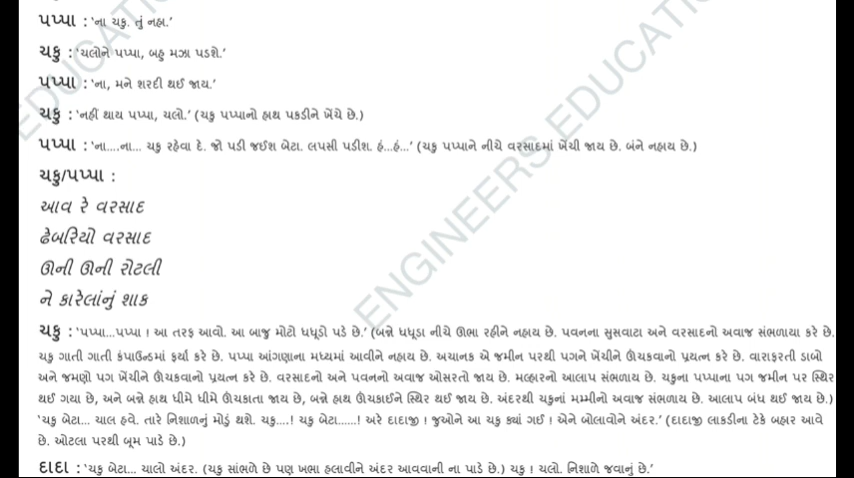 પપ્પા : ‘ના ચકુ. તું નહા.’
ચકુ : ‘ચલોને પપ્પા, બહુ મઝા પડશે.’
પપ્પા : ‘ના, મને શરદી થઈ જાય.’
ચકુ : ‘નહીં થાય પપ્પા, ચલો.’ (ચકુ પપ્પાનો હાથ પકડીને ખેંચે છે.)
પપ્પા : ‘ના....ના... ચકુ રહેવા દે. જો પડી જઈશ બેટા. લપસી પડીશ. હં...હં...’ (ચકુ પપ્પાને નીચે વરસાદમાં ખેંચી જાય છે. બંને નહાય છે.)
ચકુ/પપ્પા :
આવ રે વરસાદ
ઢેબરિયો વરસાદ
ઊની ઊની રોટલી
ને કારેલાંનું શાક
ચકુ : ‘પપ્પા...પપ્પા ! આ તરફ આવો. આ બાજુ મોટો ધધૂડો પડે છે.’ (બન્ને ધધૂડા નીચે ઊભા રહીને નહાય છે. પવનના સુસવાટા અને વરસાદનો અવાજ સંભળાયા કરે છે.
ચકુ ગાતી ગાતી કંપાઉન્ડમાં ફર્યા કરે છે. પપ્પા આંગણાના મધ્યમાં આવીને નહાય છે. અચાનક એ જમીન પરથી પગને ખેંચીને ઊંચકવાનો પ્રયત્ન કરે છે. વારાફરતી ડાબો
અને જમણો પગ ખેંચીને ઊંચકવાનો પ્રયત્ન કરે છે. વરસાદનો અને પવનનો અવાજ ઓસરતો જાય છે. મલ્હારનો આલાપ સંભળાય છે. ચકુના પપ્પાના પગ જમીન પર સ્થિર
થઈ ગયા છે, અને બન્ને હાથ ધીમે ધીમે ઊંચકાતા જાય છે, બન્ને હાથ ઊંચકાઈને સ્થિર થઈ જાય છે. અંદરથી ચકુનાં મમ્મીનો અવાજ સંભળાય છે. આલાપ બંધ થઈ જાય છે.)
‘ચકુ બેટા... ચાલ હવે. તારે નિશાળનું મોડું થશે. ચકુ....! ચકુ બેટા......! અરે દાદાજી ! જુઓને આ ચકુ ક્યાં ગઈ ! એને બોલાવોને અંદર.’ (દાદાજી લાકડીના ટેકે બહાર આવે
છે. ઓટલા પરથી બૂમ પાડે છે.)
દાદા : ‘ચકુ બેટા... ચાલો અંદર. (ચકુ સાંભળે છે પણ ખભા હલાવીને અંદર આવવાની ના પાડે છે.) ચકુ ! ચલો. નિશાળે જવાનું છે.’
ENGINEERS EDUCATI
EDUCATI